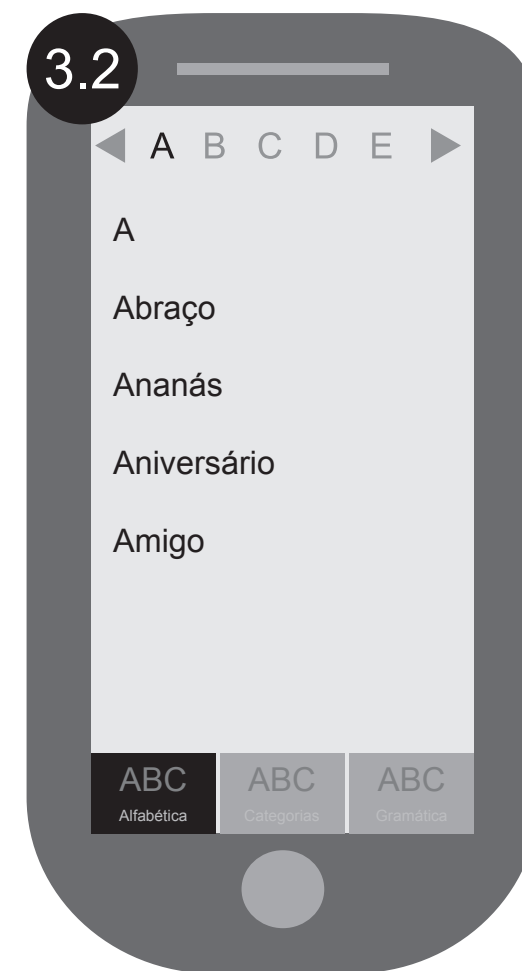 3.2
A B C D E
A
Abraço
Ananás
Aniversário
Amigo
ABC ABC ABC
Alfabética Categorias Gramática